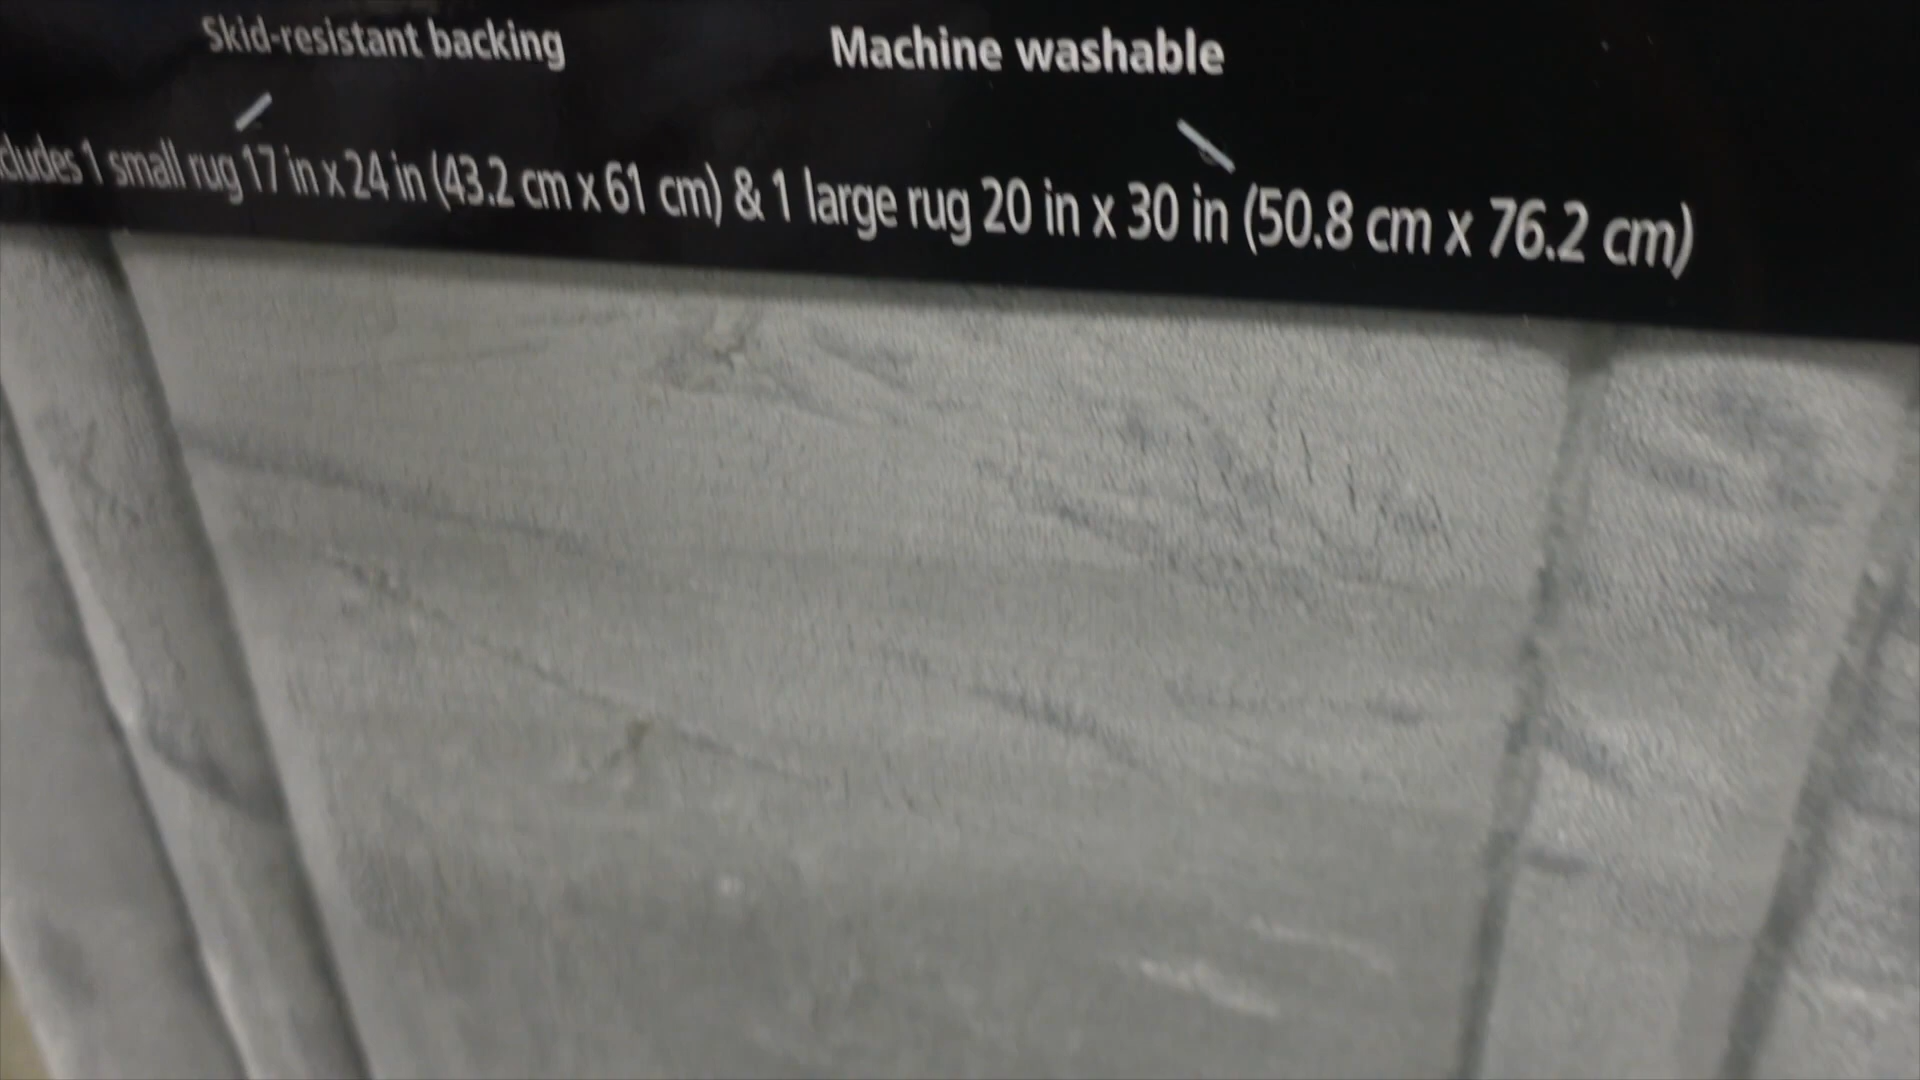 Skid-resistant backing
Machine washable
cludes 1 small rug 17 in x 24 in (43.2 cm x 61 cm) & 1 large rug 20 in x 30 in (50.8 cm x 76.2 cm)